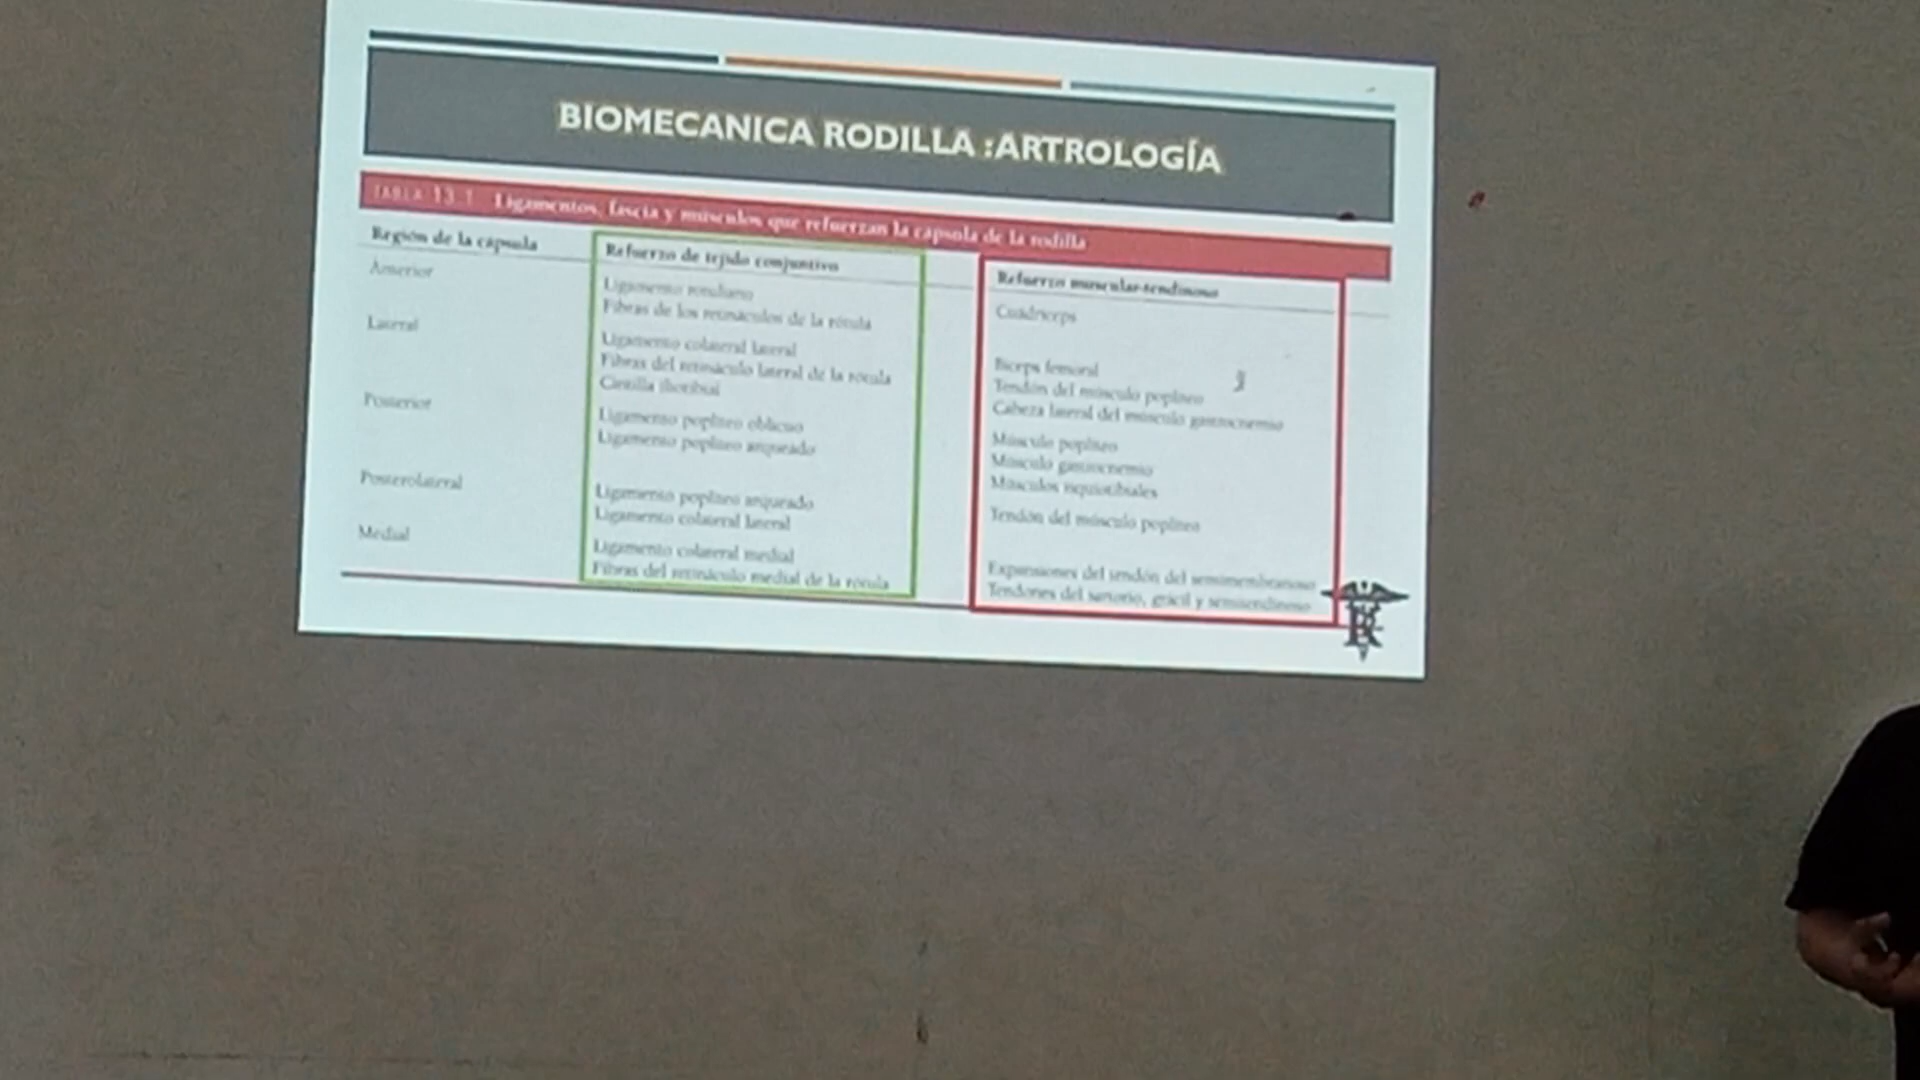 BIOMECANICA RODILLA :ARTROLOGÍA
TABLA 13.1 Ligamentos, fascia y músculos que refuerzan la cápsula de la rodilla
Región de la cápsula
Refuerzo de tejido conjuntivo
Refuerzo muscular-tendinoso
Anterior
Ligamento rotuliano
Fibras de los retináculos de la rótula
Cuádriceps
Lateral
Ligamento colateral lateral
Fibras del retináculo lateral de la rótula
Cintilla iliotibial
Bíceps femoral
Tendón del músculo poplíteo
Cabeza lateral del músculo gastrocnemio
Posterior
Ligamento poplíteo oblicuo
Ligamento poplíteo arqueado
Músculo poplíteo
Músculo gastrocnemio
Músculos isquiotibiales
Posterolateral
Ligamento poplíteo arqueado
Ligamento colateral lateral
Tendón del músculo poplíteo
Medial
Ligamento colateral medial
Fibras del retináculo medial de la rótula
Expansiones del tendón del semimembranoso
Tendones del sartorio, grácil y semitendinoso